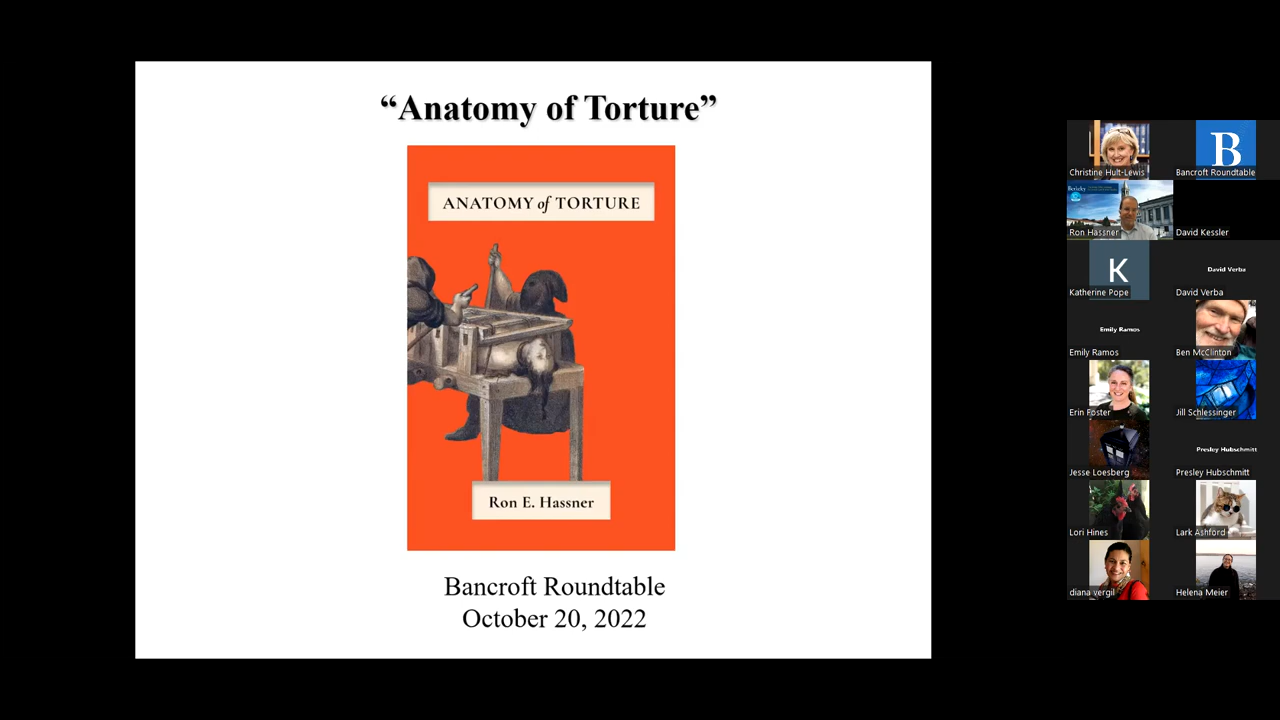 “Anatomy of Torture”
ANATOMY of TORTURE
Ron E. Hassner
Bancroft Roundtable
October 20, 2022
Christine Hult-Lewis
B
Bancroft Roundtable
Berkeley
Ron Hassner
David Kessler
K
Katherine Pope
David Verba
David Verba
Emily Ramos
Emily Ramos
Ben McClinton
Erin Foster
Jill Schlessinger
Jesse Loesberg
Presley Hubschmitt
Presley Hubschmitt
Lori Hines
Lark Ashford
diana vergil
Helena Meier